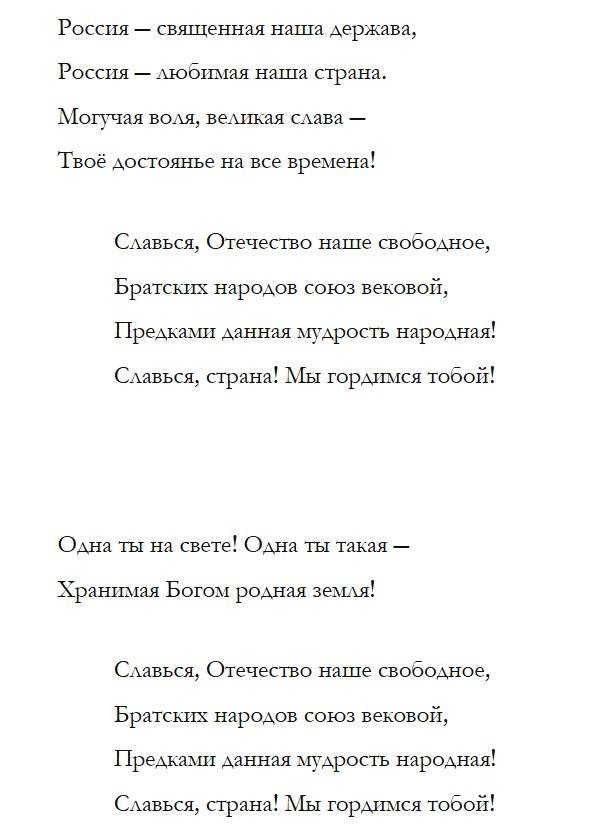 Россия — священная наша держава,
Россия — любимая наша страна.
Могучая воля, великая слава —
Твоё достоянье на все времена!
Славься, Отечество наше свободное,
Братских народов союз вековой,
Предками данная мудрость народная!
Славься, страна! Мы гордимся тобой!
Одна ты на свете! Одна ты такая —
Хранимая Богом родная земля!
Славься, Отечество наше свободное,
Братских народов союз вековой,
Предками данная мудрость народная!
Славься, страна! Мы гордимся тобой!